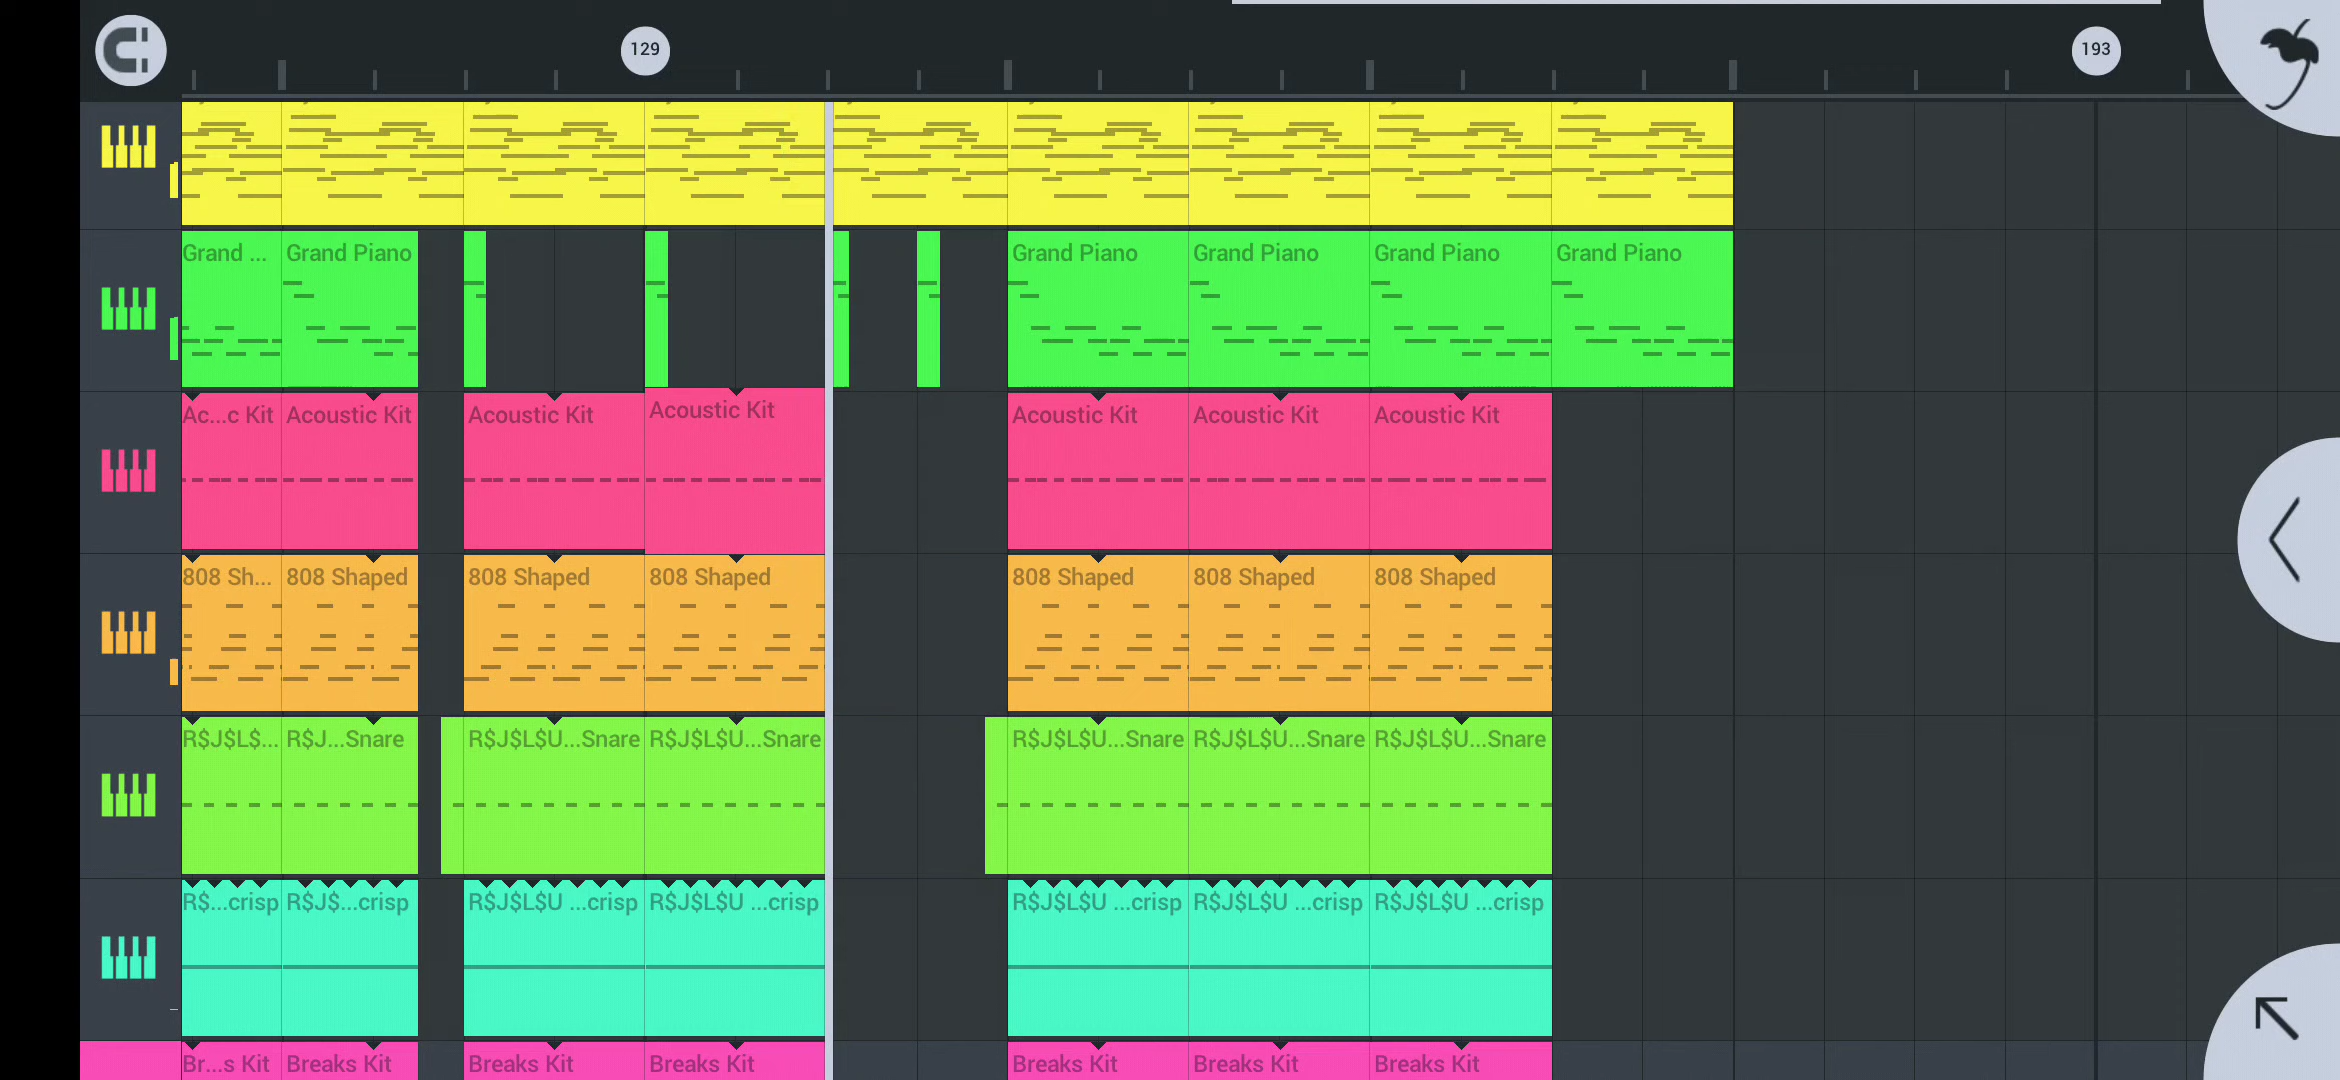 129 193
Grand ... Grand Piano Grand Piano Grand Piano Grand Piano Grand Piano
Ac...c Kit Acoustic Kit Acoustic Kit Acoustic Kit Acoustic Kit Acoustic Kit Acoustic Kit
808 Sh... 808 Shaped 808 Shaped 808 Shaped 808 Shaped 808 Shaped 808 Shaped
R$J$L$... R$J...Snare R$J$L$U...Snare R$J$L$U...Snare R$J$L$U...Snare R$J$L$U...Snare R$J$L$U...Snare
R$...crisp R$J$...crisp R$J$L$U ...crisp R$J$L$U ...crisp R$J$L$U ...crisp R$J$L$U ...crisp R$J$L$U ...crisp
Br...s Kit Breaks Kit Breaks Kit Breaks Kit Breaks Kit Breaks Kit Breaks Kit